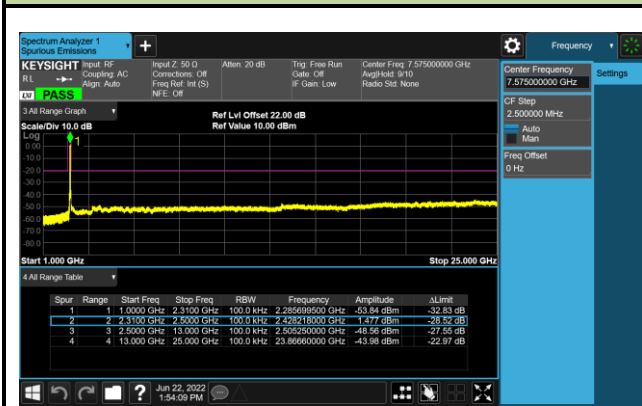 Spectrum Analyzer 1
Spurious Emissions
Frequency
KEYSIGHT
Input: RF
Input Z: 50 Ω
Atten: 20 dB
Trig: Free Run
Center Freq: 7.575000000 GHz
RL
Coupling: AC
Corrections: Off
Gate: Off
Avg|Hold: 9/10
Align: Auto
Freq Ref: Int (S)
IF Gain: Low
Radio Std: None
NFE: Off
LXI
PASS
Center Frequency
7.575000000 GHz
Settings
CF Step
2.500000 MHz
Auto
Man
Freq Offset
0 Hz
3 All Range Graph
Ref Lvl Offset 22.00 dB
Scale/Div 10.0 dB
Ref Value 10.00 dBm
Log
1
0.00
-10.0
-20.0
-30.0
-40.0
-50.0
-60.0
-70.0
-80.0
Start 1.000 GHz
Stop 25.000 GHz
4 All Range Table
Spur Range Start Freq Stop Freq RBW Frequency Amplitude ΔLimit
1 1 1.0000 GHz 2.3100 GHz 100.0 kHz 2.285699500 GHz -53.84 dBm -32.83 dB
2 2 2.3100 GHz 2.5000 GHz 100.0 kHz 2.428218000 GHz 1.477 dBm -28.52 dB
3 3 2.5000 GHz 13.000 GHz 100.0 kHz 2.505250000 GHz -48.56 dBm -27.55 dB
4 4 13.000 GHz 25.000 GHz 100.0 kHz 23.86660000 GHz -43.98 dBm -22.97 dB
?
Jun 22, 2022
1:54:09 PM